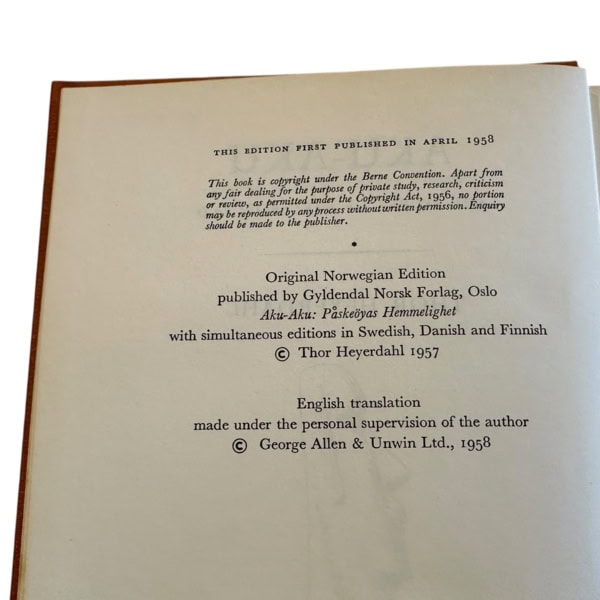 THIS EDITION FIRST PUBLISHED IN APRIL 1958
This book is copyright under the Berne Convention. Apart from
any fair dealing for the purpose of private study, research, criticism
or review, as permitted under the Copyright Act, 1956, no portion
may be reproduced by any process without written permission. Enquiry
should be made to the publisher.
Original Norwegian Edition
published by Gyldendal Norsk Forlag, Oslo
Aku-Aku: Påskeöyas Hemmelighet
with simultaneous editions in Swedish, Danish and Finnish
© Thor Heyerdahl 1957
English translation
made under the personal supervision of the author
© George Allen & Unwin Ltd., 1958